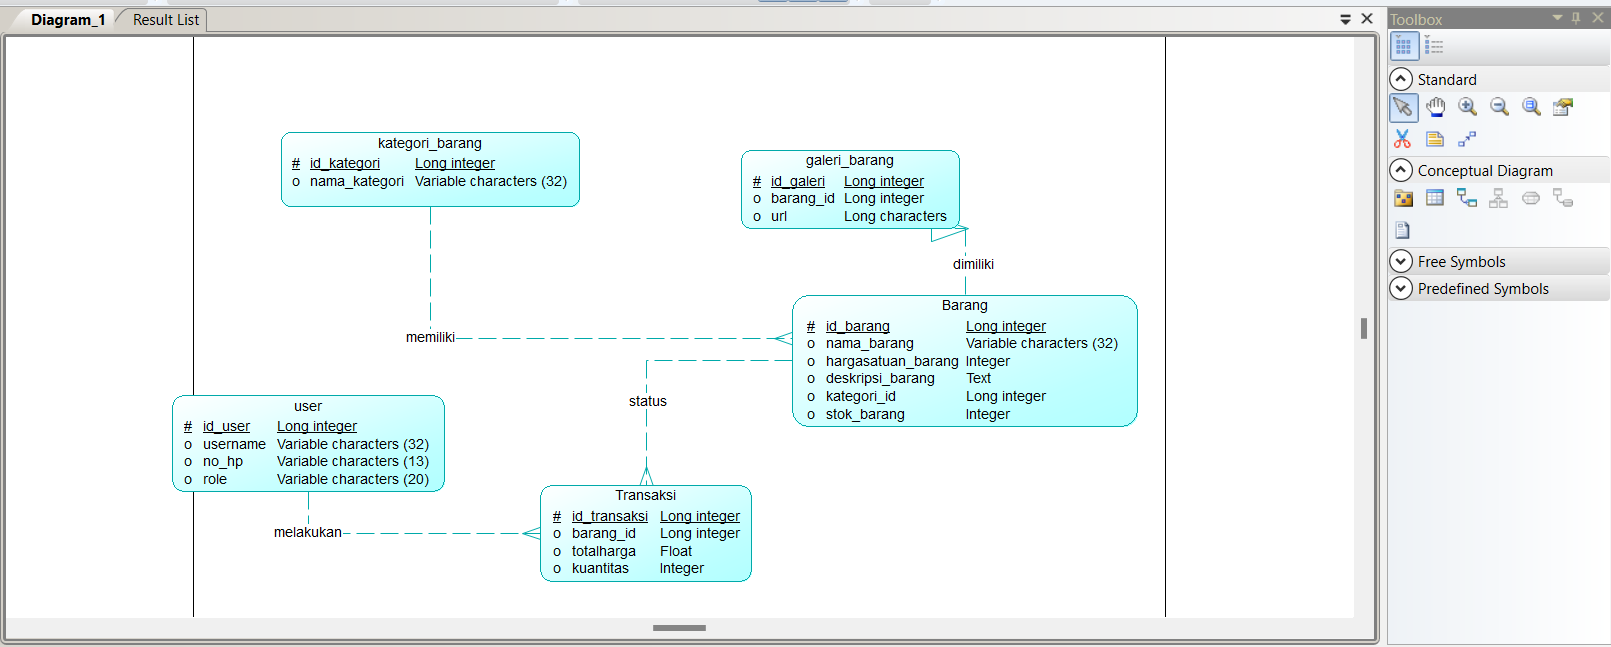 Diagram_1 Result List
Toolbox
Standard
Conceptual Diagram
Free Symbols
Predefined Symbols
kategori_barang
# id_kategori Long integer
o nama_kategori Variable characters (32)
galeri_barang
# id_galeri Long integer
o barang_id Long integer
o url Long characters
dimiliki
memiliki
Barang
# id_barang Long integer
o nama_barang Variable characters (32)
o hargasatuan_barang Integer
o deskripsi_barang Text
o kategori_id Long integer
o stok_barang Integer
status
user
# id_user Long integer
o username Variable characters (32)
o no_hp Variable characters (13)
o role Variable characters (20)
melakukan
Transaksi
# id_transaksi Long integer
o barang_id Long integer
o totalharga Float
o kuantitas Integer